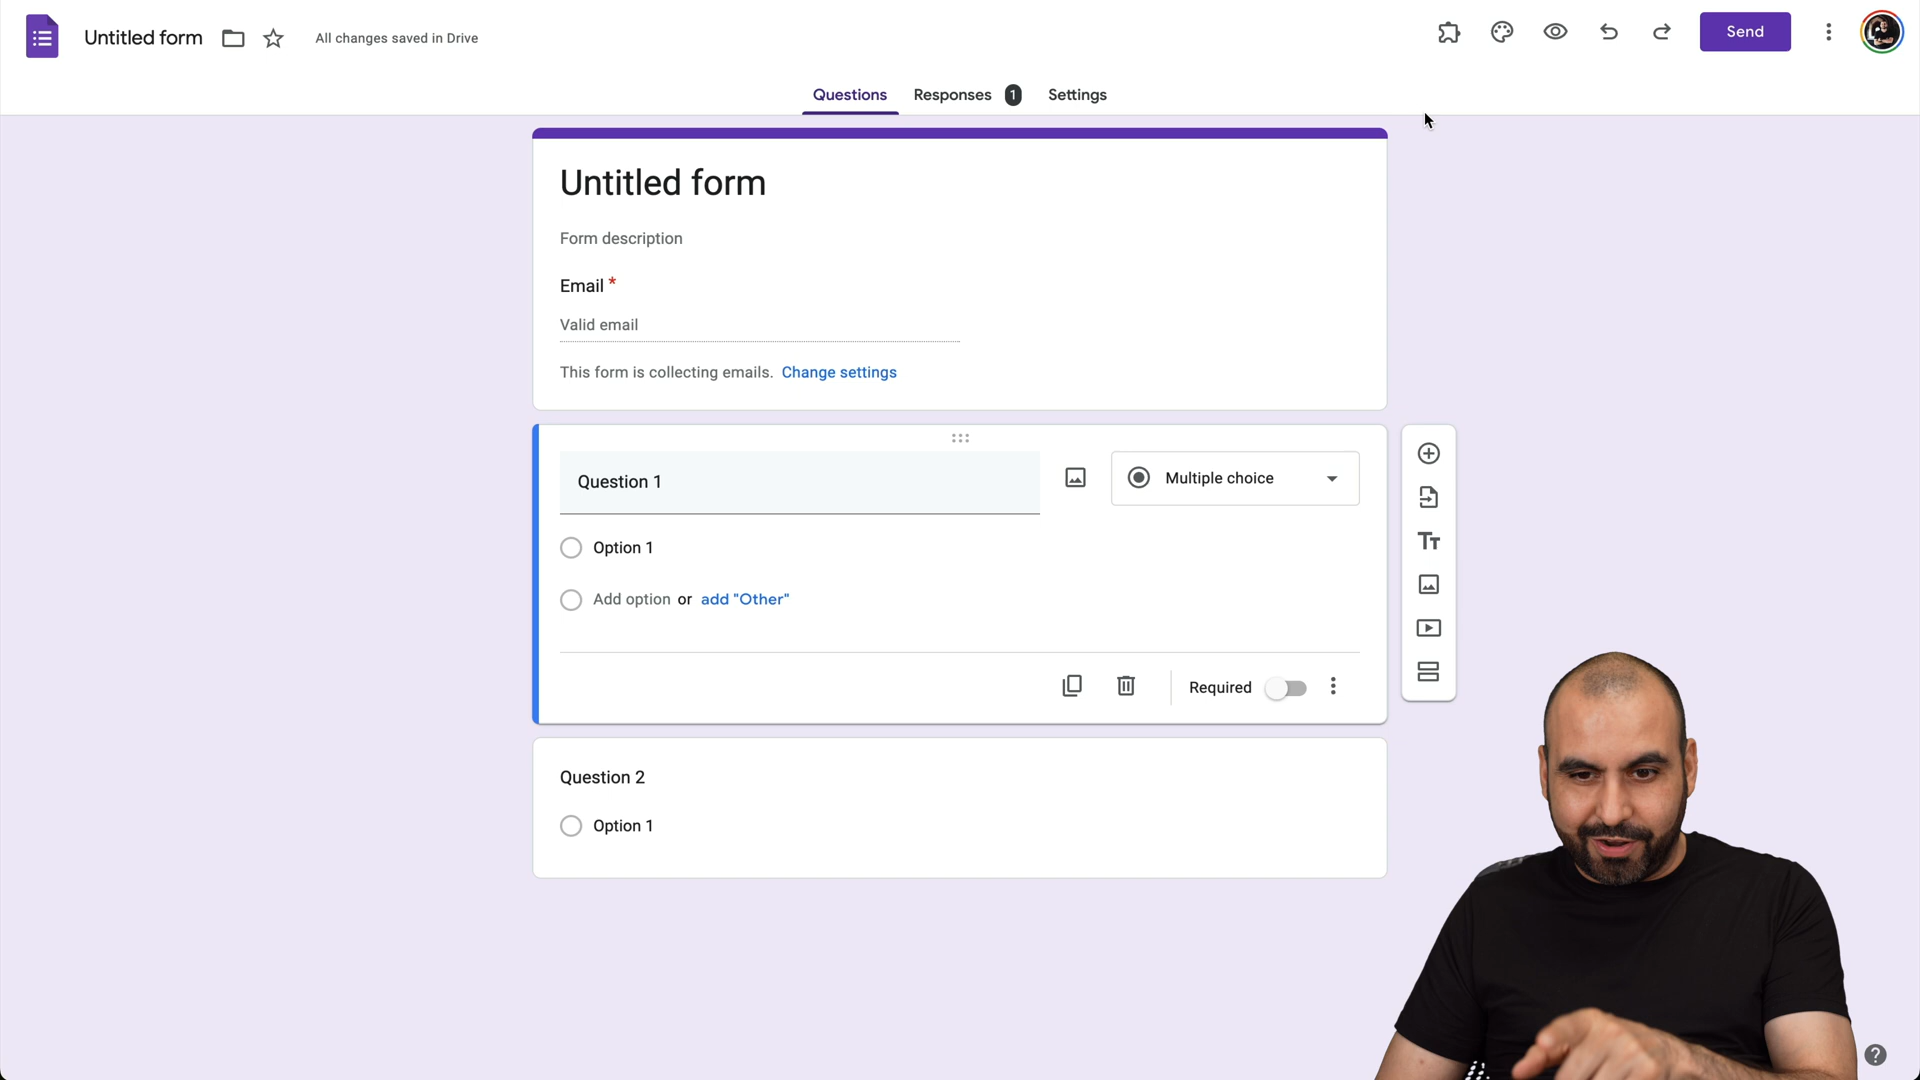 Untitled form
All changes saved in Drive
Send
Questions
Responses 1
Settings
Untitled form
Form description
Email *
Valid email
This form is collecting emails. Change settings
Question 1
Multiple choice
Option 1
Add option or add "Other"
Required
Question 2
Option 1